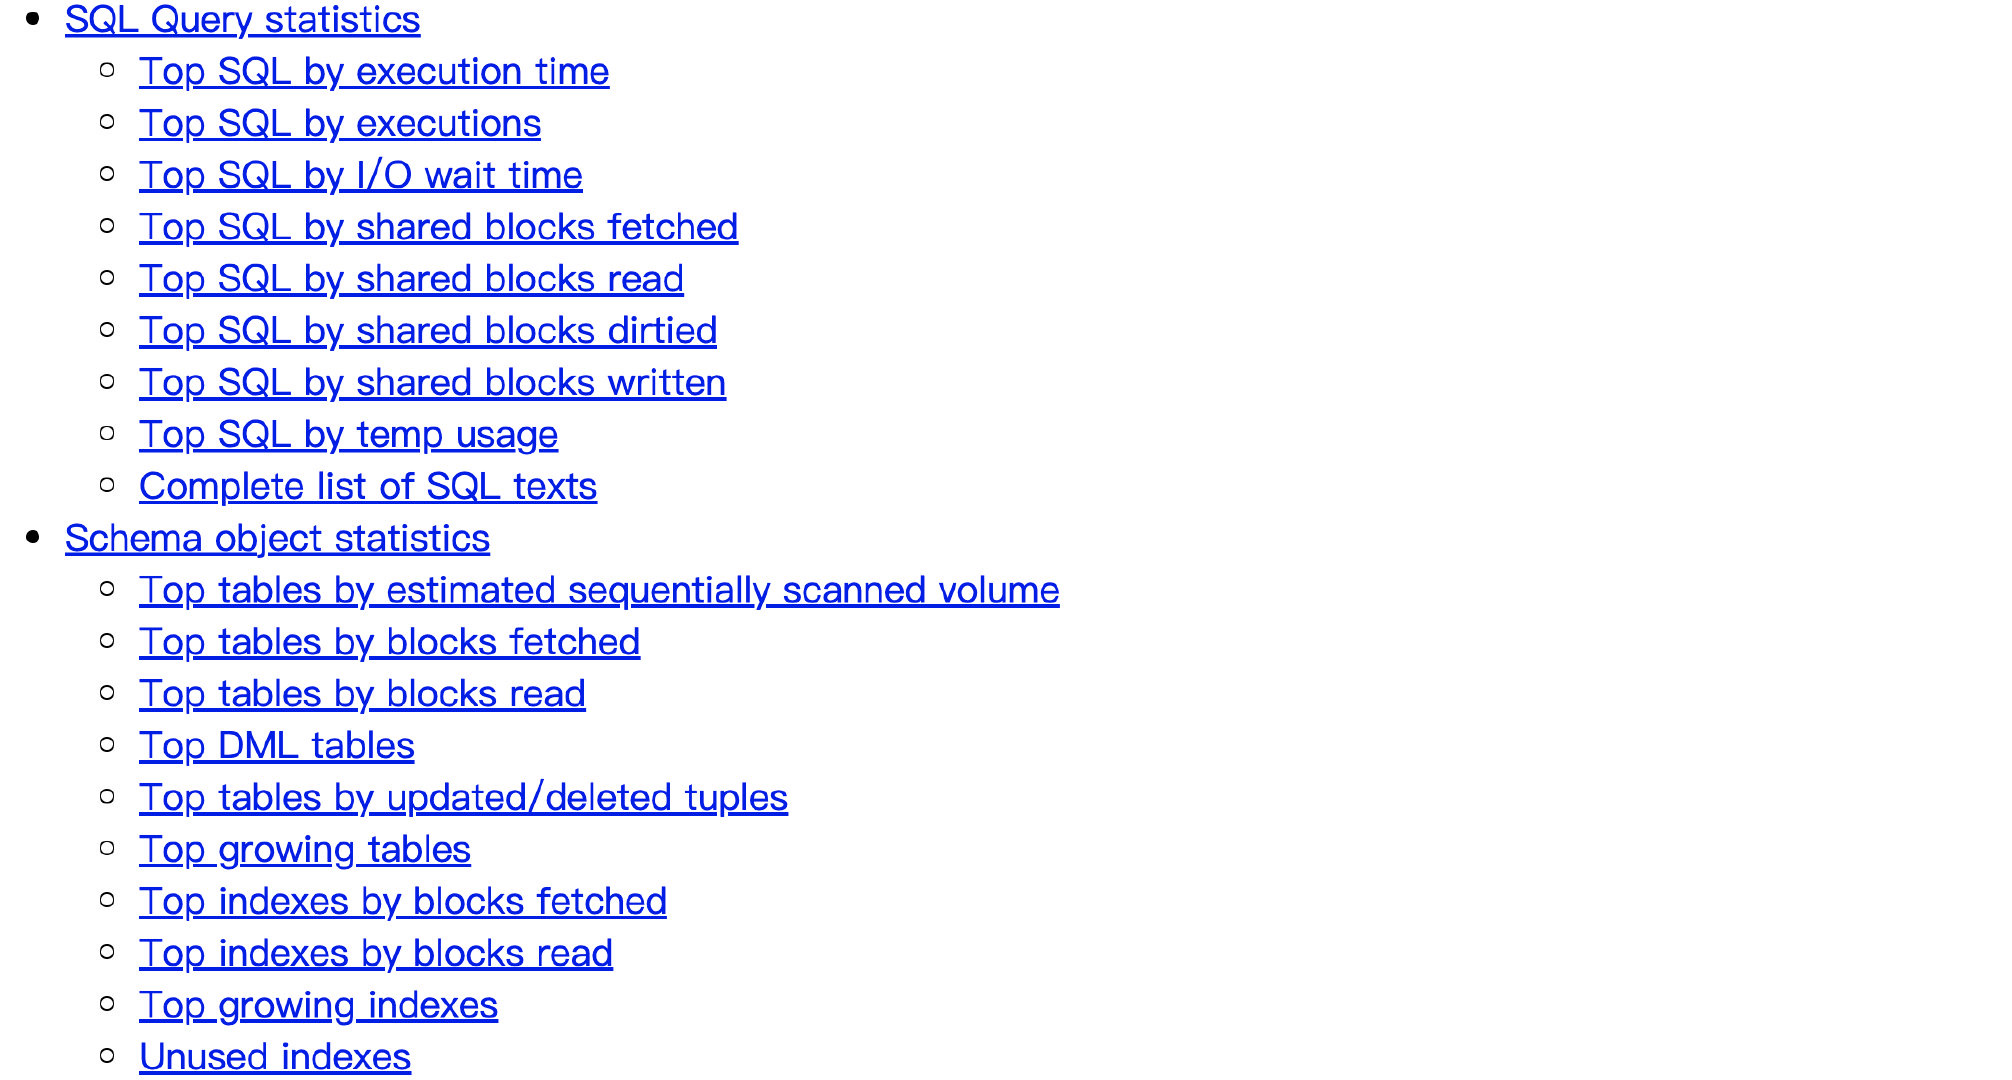 SQL Query statistics
Top SQL by execution time
Top SQL by executions
Top SQL by I/O wait time
Top SQL by shared blocks fetched
Top SQL by shared blocks read
Top SQL by shared blocks dirtied
Top SQL by shared blocks written
Top SQL by temp usage
Complete list of SQL texts
Schema object statistics
Top tables by estimated sequentially scanned volume
Top tables by blocks fetched
Top tables by blocks read
Top DML tables
Top tables by updated/deleted tuples
Top growing tables
Top indexes by blocks fetched
Top indexes by blocks read
Top growing indexes
Unused indexes